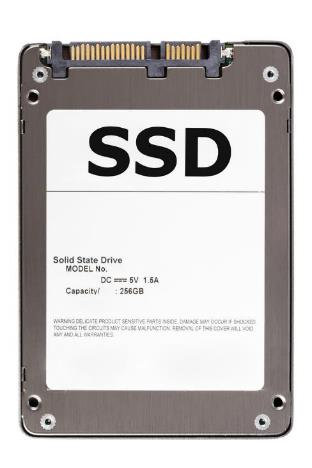 SSD
Solid State Drive
MODEL No.
DC ⎓ 5V 1.5A
Capacity/ : 256GB
WARNING DELICATE PRODUCT SENSITIVE PARTS INSIDE. DAMAGE MAY OCCUR IF SHOCKED
TOUCHING THE CIRCUITS MAY CAUSE MALFUNCTION. REMOVAL OF THIS COVER WILL VOID
ANY AND ALL WARRANTIES.